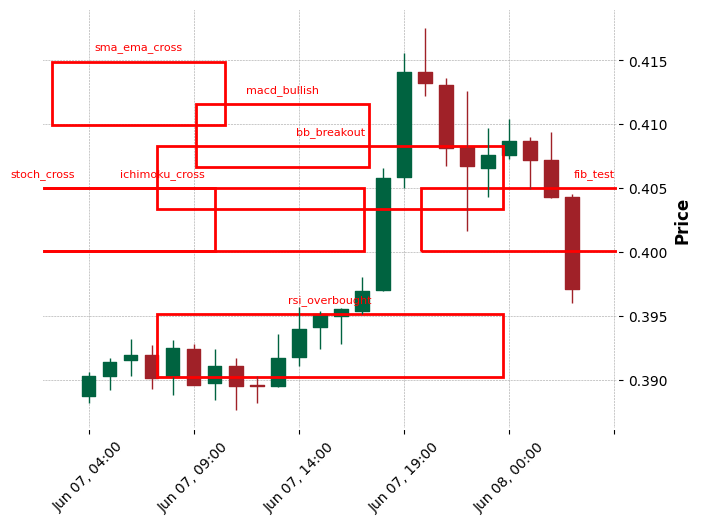 sma_ema_cross
macd_bullish
bb_breakout
stoch_cross
ichimoku_cross
fib_test
rsi_overbought
0.415
0.410
0.405
0.400
0.395
0.390
Price
Jun 07, 04:00
Jun 07, 09:00
Jun 07, 14:00
Jun 07, 19:00
Jun 08, 00:00